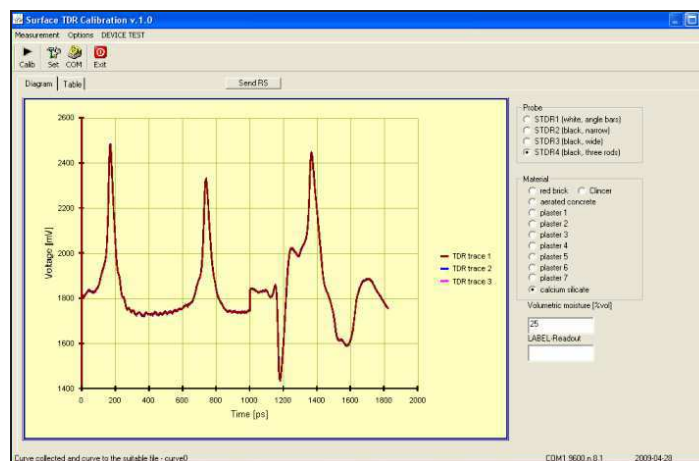 Surface TDR Calibration v.1.0
Measurement Options DEVICE TEST
Calib Set COM Exit
Diagram Table Send RS
2600
2400
2200
2000
1800
1600
1400
Voltage [mV]
0 200 400 600 800 1000 1200 1400 1600 1800 2000
Time [ps]
TDR trace 1
TDR trace 2
TDR trace 3
Probe
STDR1 (white, angle bars)
STDR2 (black, narrow)
STDR3 (black, wide)
STDR4 (black, three rods)
Material
red brick Clincer
aerated concrete
plaster 1
plaster 2
plaster 3
plaster 4
plaster 5
plaster 6
plaster 7
calcium silicate
Volumetric moisture [%vol]
25
LABEL-Readout
Curve collected and curve to the suitable file - curve0 COM1 9600.n.8.1 2009-04-28